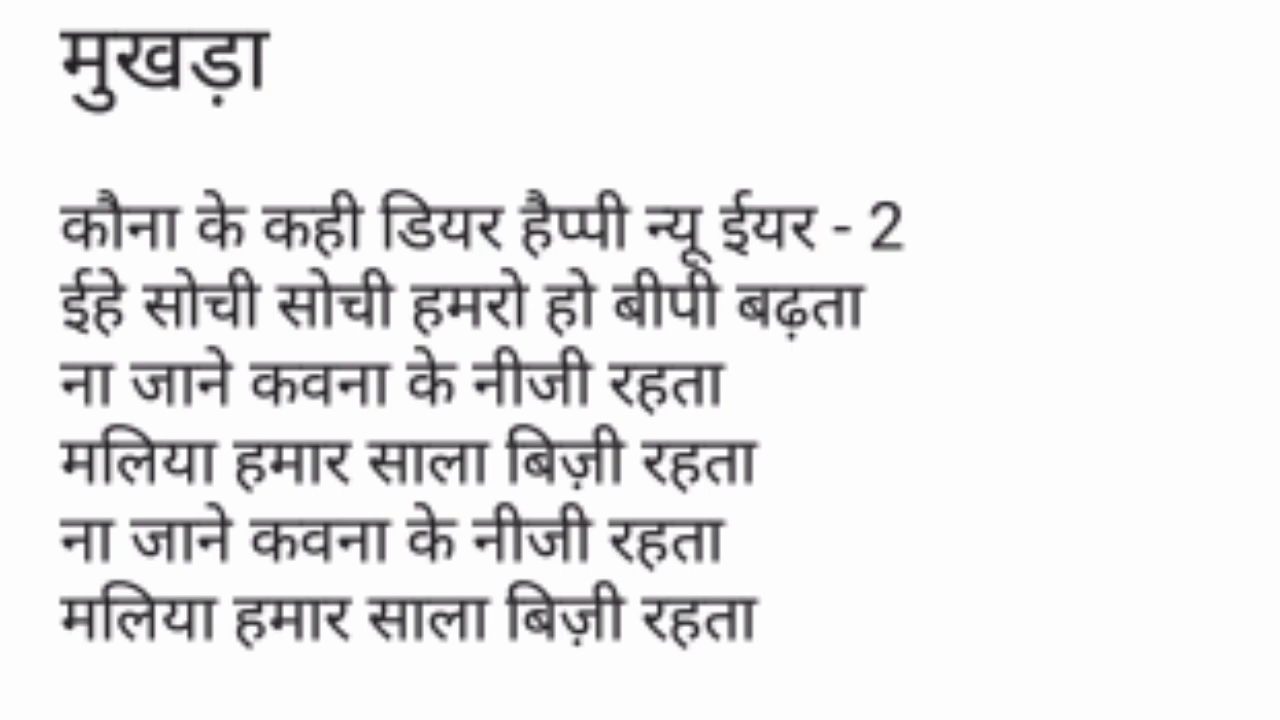 मुखड़ा
कौना के कही डियर हैप्पी न्यू ईयर - 2
ईहे सोची सोची हमरो हो बीपी बढ़ता
ना जाने कवना के नीजी रहता
मलिया हमार साला बिज़ी रहता
ना जाने कवना के नीजी रहता
मलिया हमार साला बिज़ी रहता